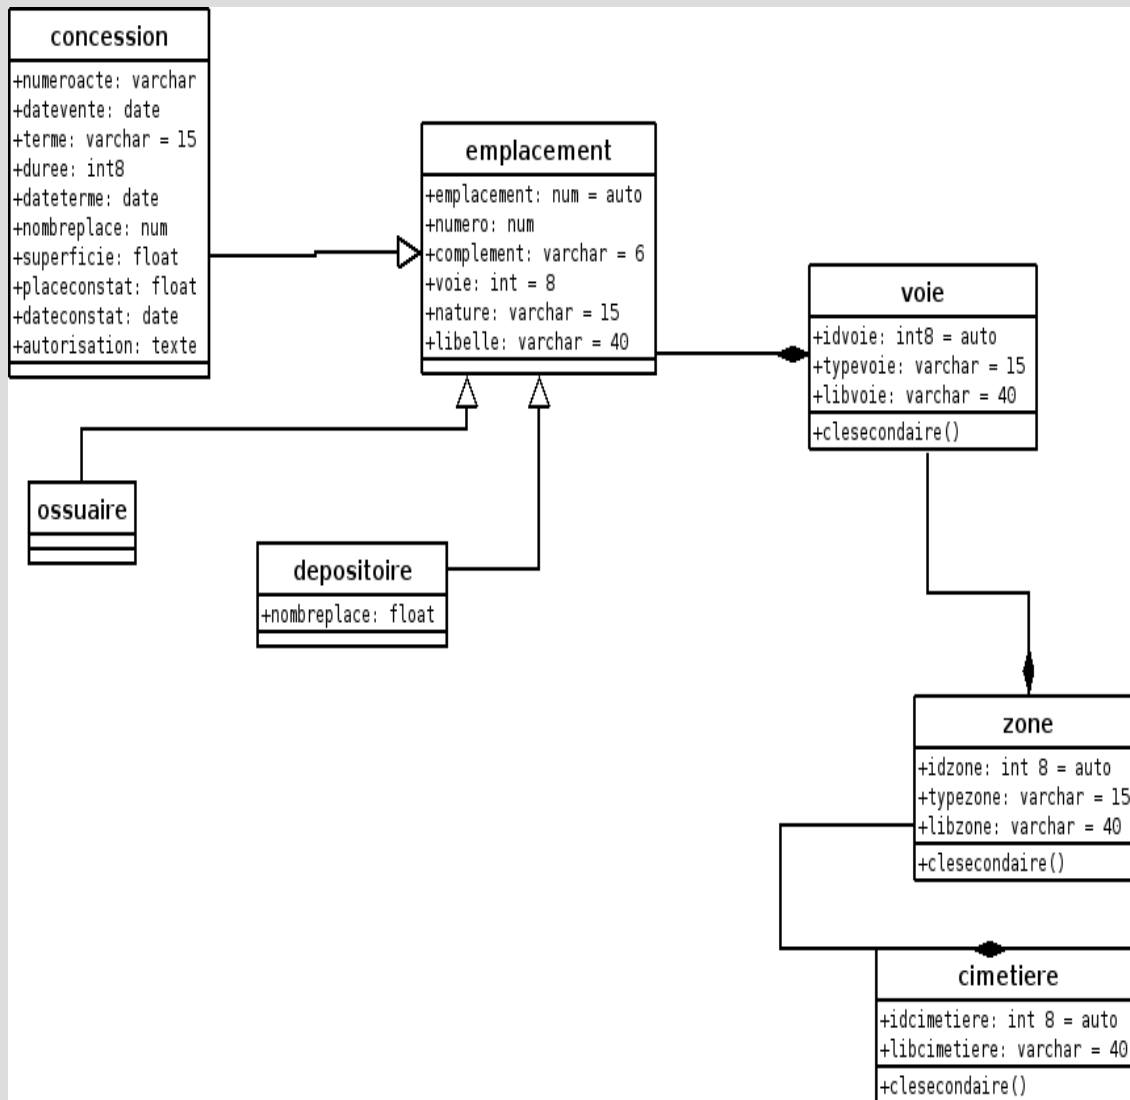 concession
+numeroacte: varchar
+datevente: date
+terme: varchar = 15
+duree: int8
+dateterme: date
+nombreplace: num
+superficie: float
+placeconstat: float
+dateconstat: date
+autorisation: texte
emplacement
+emplacement: num = auto
+numero: num
+complement: varchar = 6
+voie: int = 8
+nature: varchar = 15
+libelle: varchar = 40
voie
+idvoie: int8 = auto
+typevoie: varchar = 15
+libvoie: varchar = 40
+clesecondaire()
ossuaire
depositoire
+nombreplace: float
zone
+idzone: int 8 = auto
+typezone: varchar = 15
+libzone: varchar = 40
+clesecondaire()
cimetiere
+idcimetiere: int 8 = auto
+libcimetiere: varchar = 40
+clesecondaire()